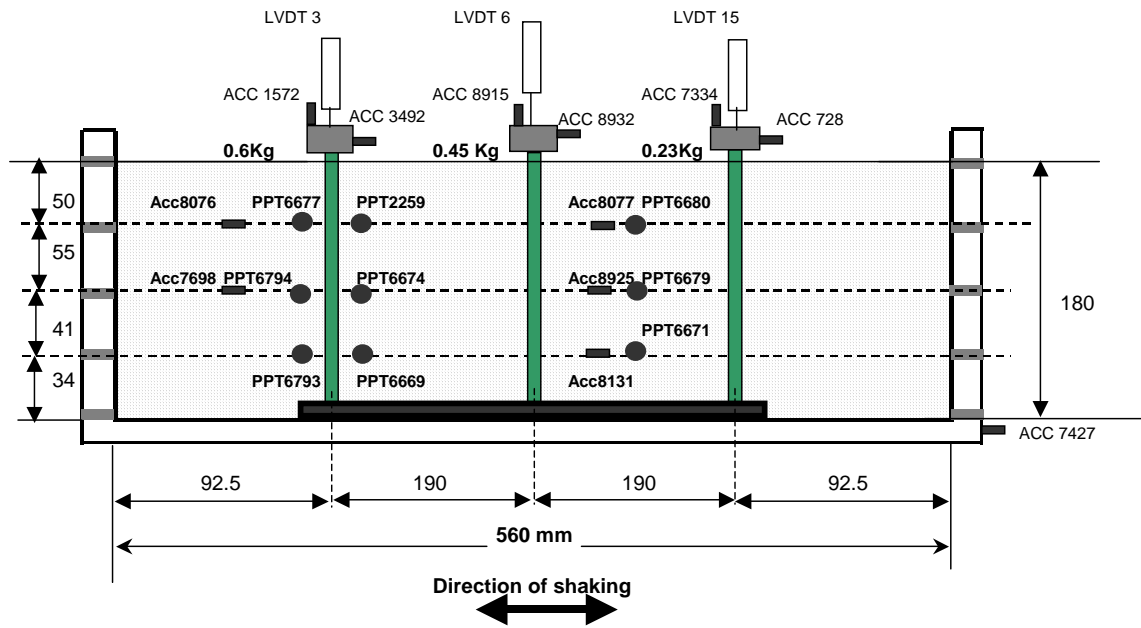 LVDT 3
LVDT 6
LVDT 15
ACC 1572
ACC 3492
ACC 8915
ACC 8932
ACC 7334
ACC 728
0.6Kg
0.45 Kg
0.23Kg
50
Acc8076 PPT6677 PPT2259 Acc8077 PPT6680
55
Acc7698 PPT6794 PPT6674 Acc8925 PPT6679
180
41
PPT6671
34
PPT6793 PPT6669 Acc8131
ACC 7427
92.5 190 190 92.5
560 mm
Direction of shaking